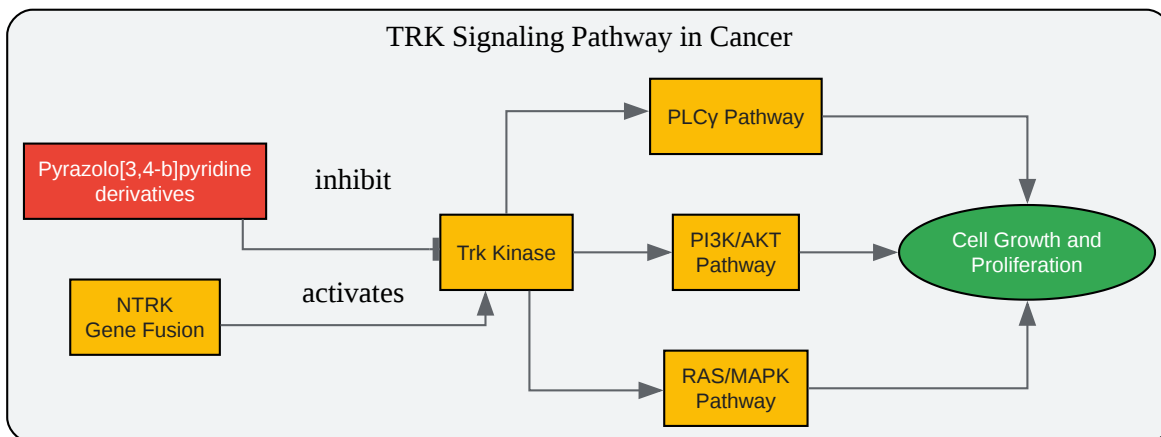 TRK Signaling Pathway in Cancer
PLCγ Pathway
Pyrazolo[3,4-b]pyridine
derivatives
inhibit
Trk Kinase
PI3K/AKT
Pathway
Cell Growth and
Proliferation
activates
NTRK
Gene Fusion
RAS/MAPK
Pathway